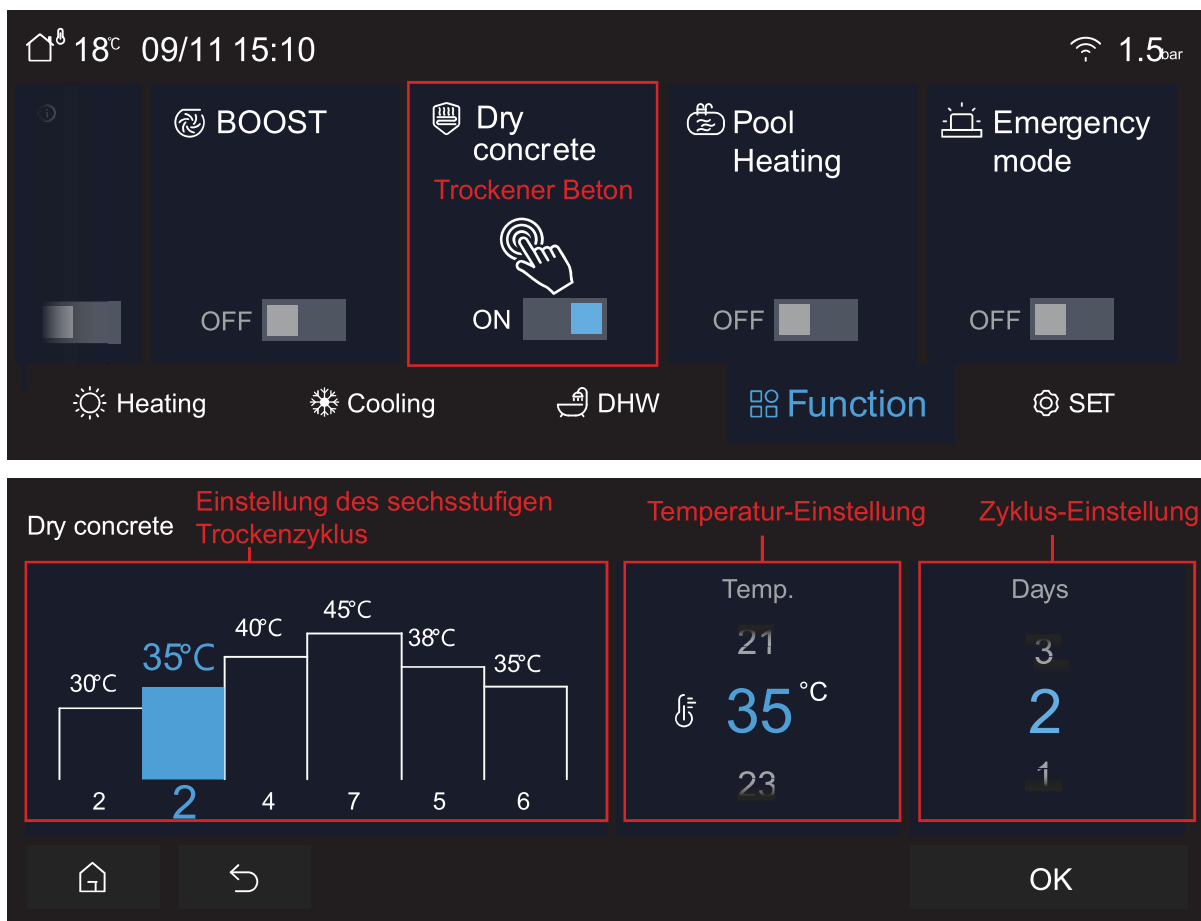 18℃ 09/11 15:10 1.5bar
BOOST
Dry
concrete
Trockener Beton
Pool
Heating
Emergency
mode
OFF
ON
OFF
OFF
Heating
Cooling
DHW
Function
SET
Dry concrete
Einstellung des sechsstufigen
Trockenzyklus
Temperatur-Einstellung
Zyklus-Einstellung
30℃
35°C
40℃
45℃
38℃
35℃
2
2
4
7
5
6
Temp.
21
35 °C
23
Days
3
2
1
OK